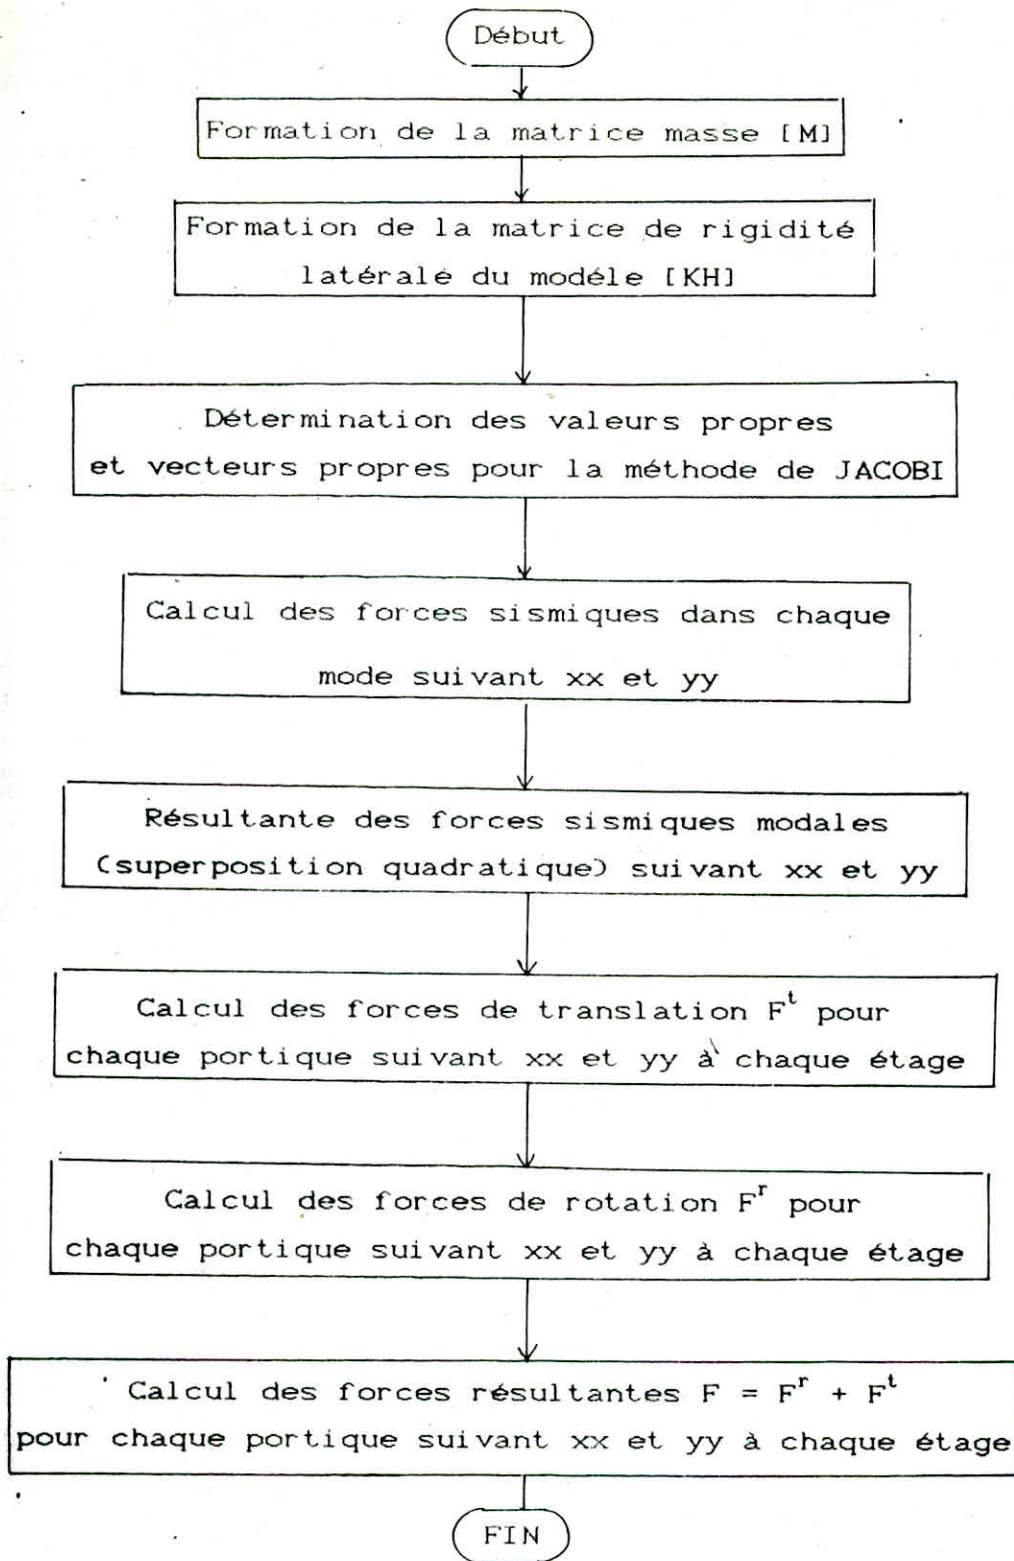 Début
Formation de la matrice masse [M]
Formation de la matrice de rigidité
latérale du modéle [KH]
Détermination des valeurs propres
et vecteurs propres pour la méthode de JACOBI
Calcul des forces sismiques dans chaque
mode suivant xx et yy
Résultante des forces sismiques modales
(superposition quadratique) suivant xx et yy
Calcul des forces de translation F^t pour
chaque portique suivant xx et yy à chaque étage
Calcul des forces de rotation F^r pour
chaque portique suivant xx et yy à chaque étage
Calcul des forces résultantes F = F^r + F^t
pour chaque portique suivant xx et yy à chaque étage
FIN